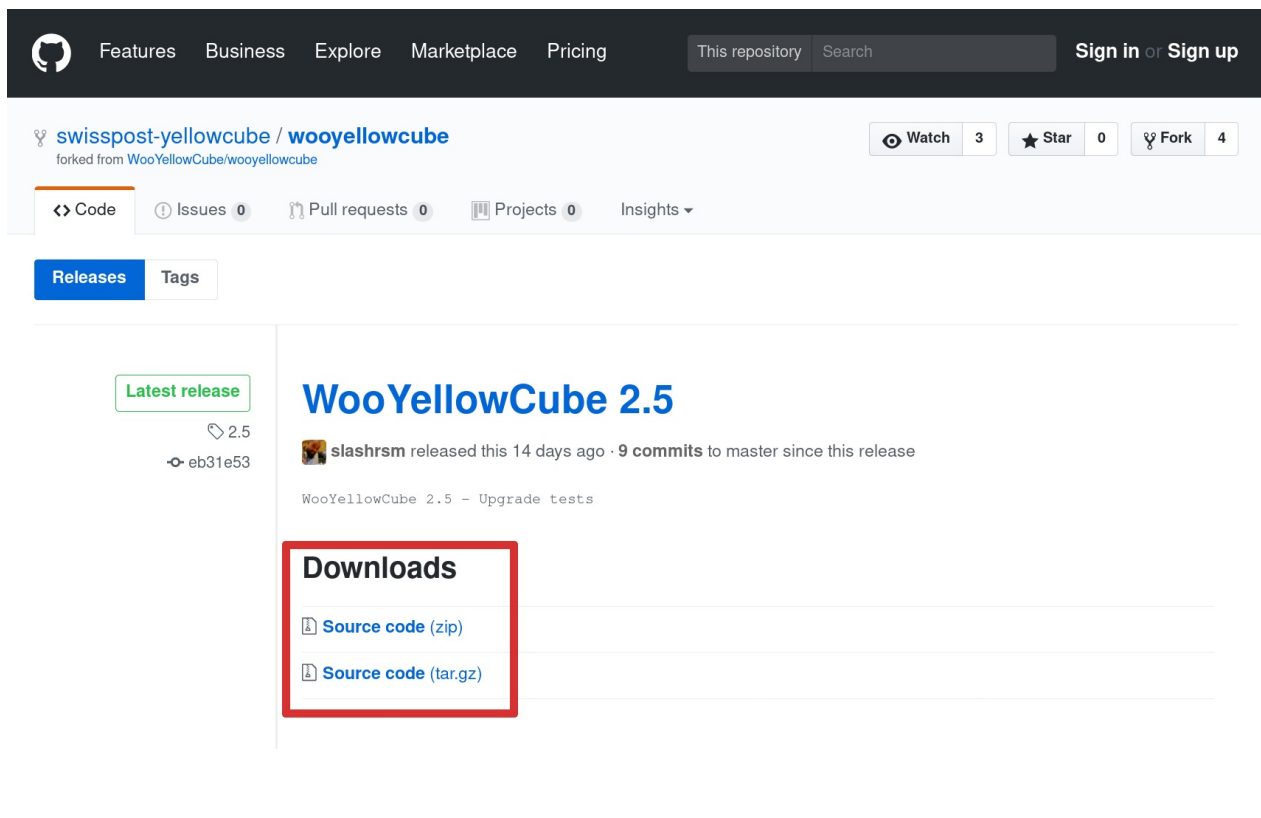 Features Business Explore Marketplace Pricing This repository Search Sign in or Sign up
swisspost-yellowcube / wooyellowcube Watch 3 Star 0 Fork 4
forked from WooYellowCube/wooyellowcube
Code Issues 0 Pull requests 0 Projects 0 Insights
Releases Tags
Latest release
2.5
eb31e53
WooYellowCube 2.5
slashrsm released this 14 days ago · 9 commits to master since this release
WooYellowCube 2.5 - Upgrade tests
Downloads
Source code (zip)
Source code (tar.gz)